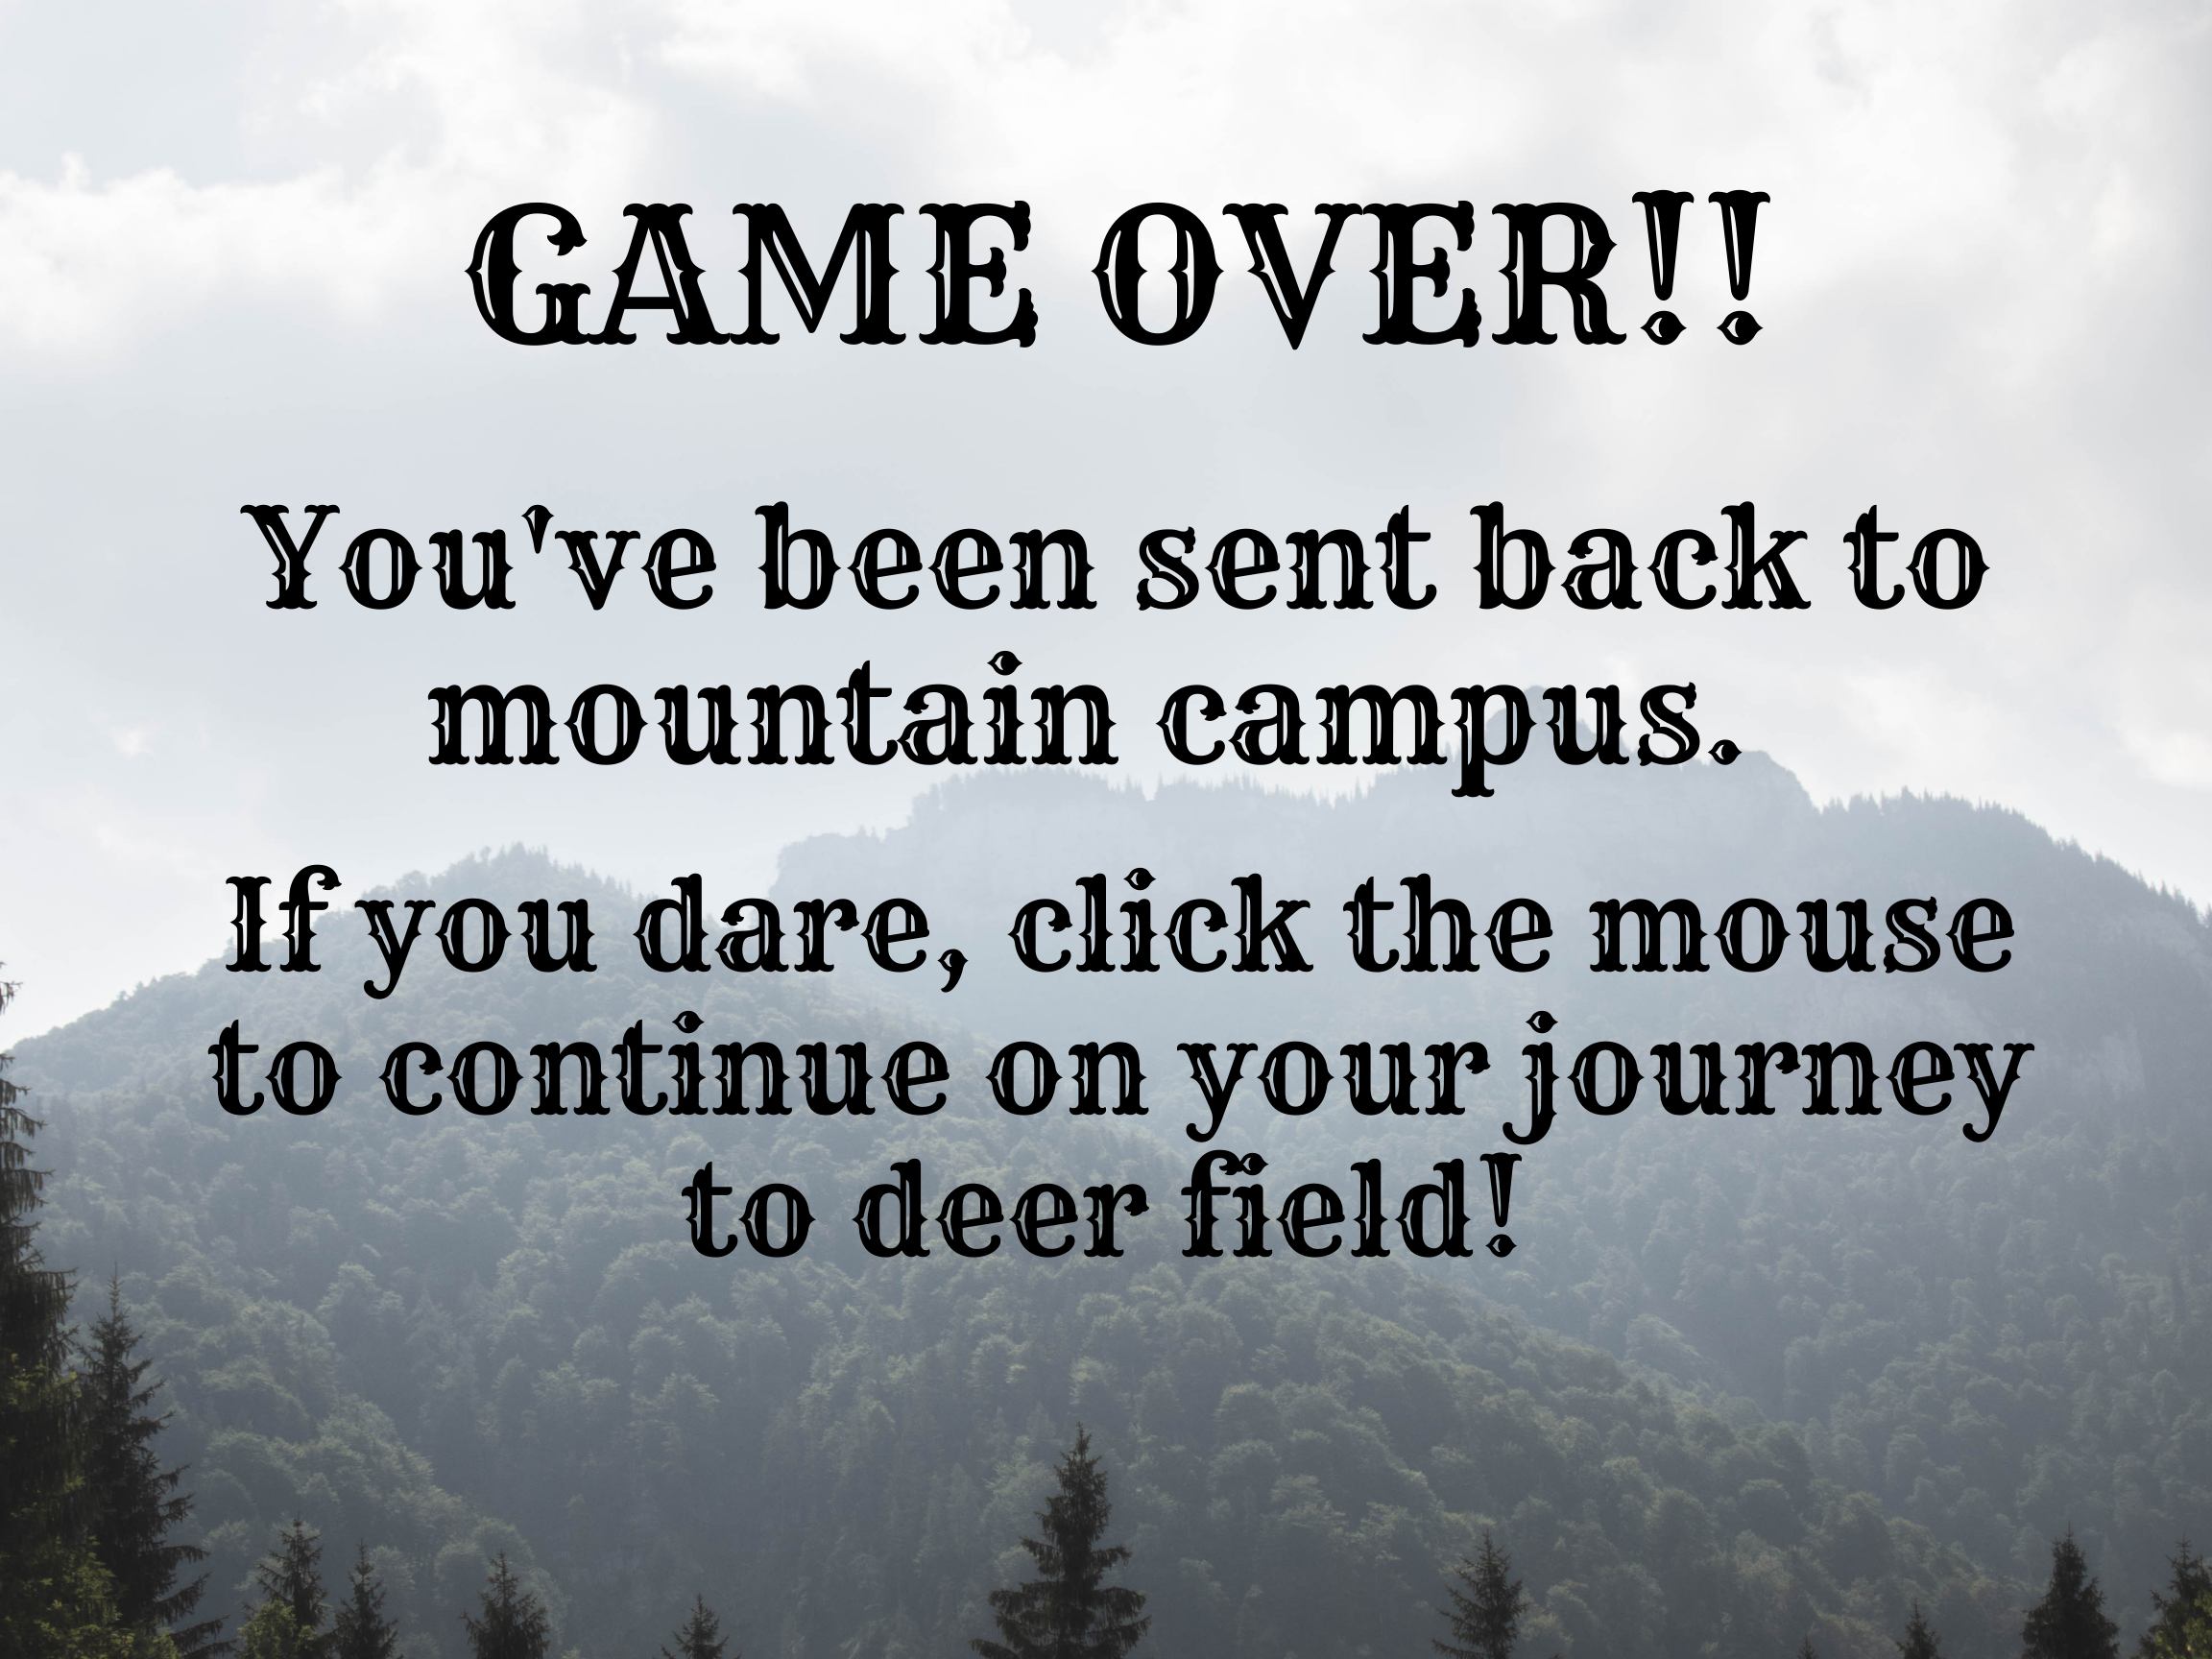 GAME OVER!!
You've been sent back to
mountain campus.
If you dare, click the mouse
to continue on your journey
to deer field!